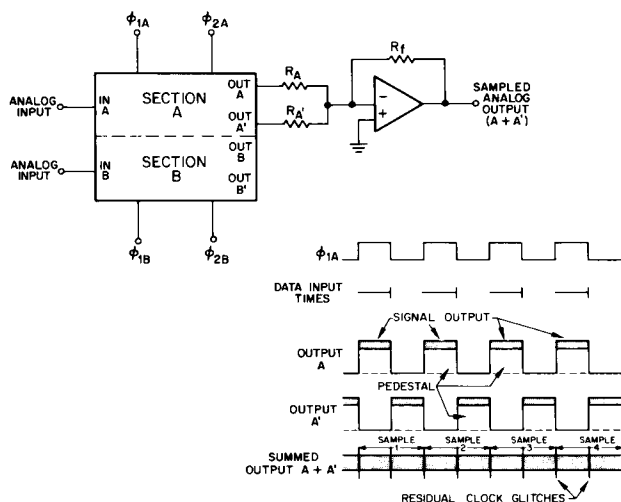 ϕ1A
ϕ2A
OUT A
RA
Rf
ANALOG INPUT
IN A
SECTION A
OUT A'
RA'
−
+
SAMPLED ANALOG OUTPUT (A + A')
OUT B
ANALOG INPUT
IN B
SECTION B
OUT B'
ϕ1B
ϕ2B
ϕ1A
DATA INPUT TIMES
SIGNAL OUTPUT
OUTPUT A
PEDESTAL
OUTPUT A'
SAMPLE 1
SAMPLE 2
SAMPLE 3
SAMPLE 4
SUMMED OUTPUT A + A'
RESIDUAL CLOCK GLITCHES